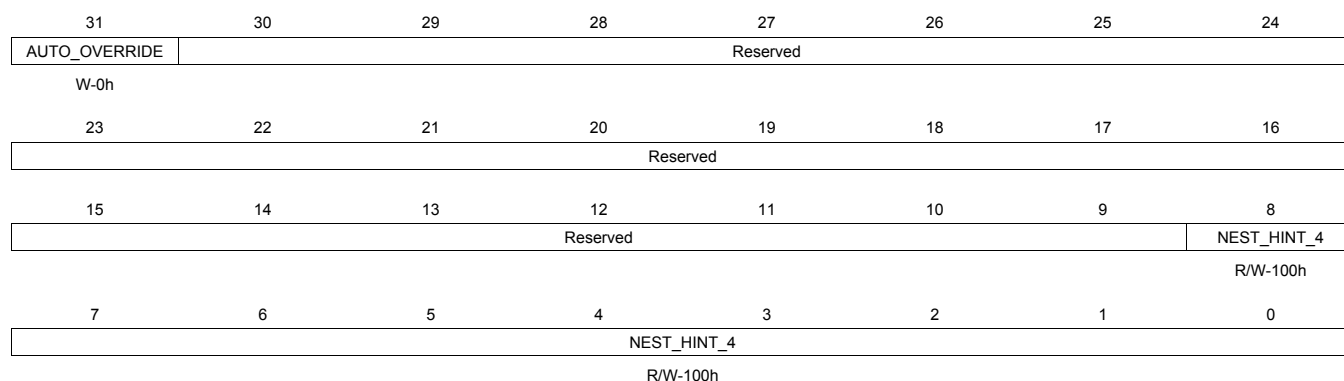 31 30 29 28 27 26 25 24
AUTO_OVERRIDE Reserved
W-0h
23 22 21 20 19 18 17 16
Reserved
15 14 13 12 11 10 9 8
Reserved NEST_HINT_4
R/W-100h
7 6 5 4 3 2 1 0
NEST_HINT_4
R/W-100h